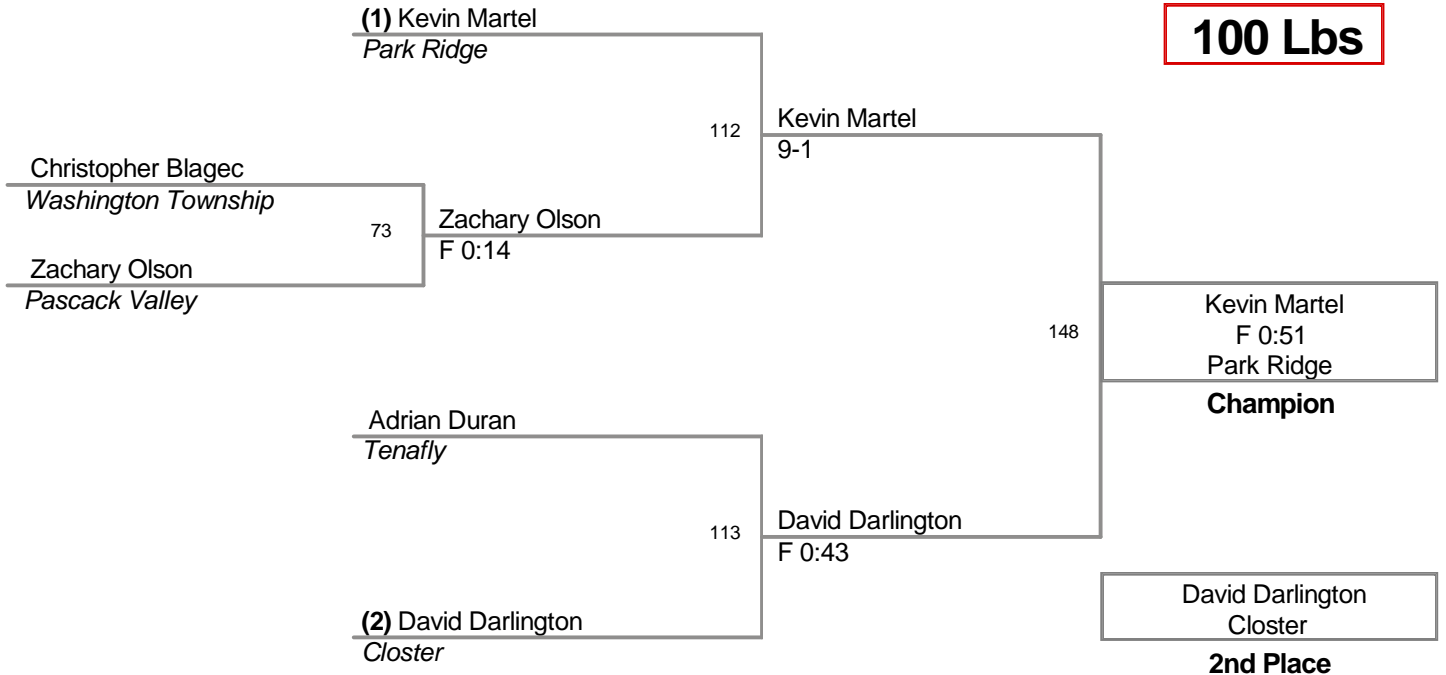 (1) Kevin Martel
Park Ridge
100 Lbs
112
Kevin Martel
9-1
Christopher Blagec
Washington Township
73
Zachary Olson
F 0:14
Zachary Olson
Pascack Valley
148
Kevin Martel
F 0:51
Park Ridge
Champion
Adrian Duran
Tenafly
113
David Darlington
F 0:43
(2) David Darlington
Closter
David Darlington
Closter
2nd Place